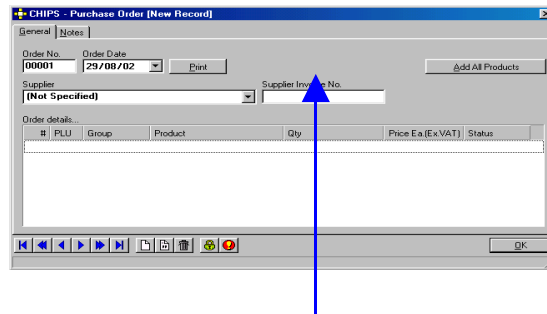 CHIPS - Purchase Order [New Record]
General Notes
Order No. Order Date
00001 29/08/02 Print Add All Products
Supplier Supplier Invoice No.
(Not Specified)
Order details...
# PLU Group Product Qty Price Ea.(Ex.VAT) Status
OK